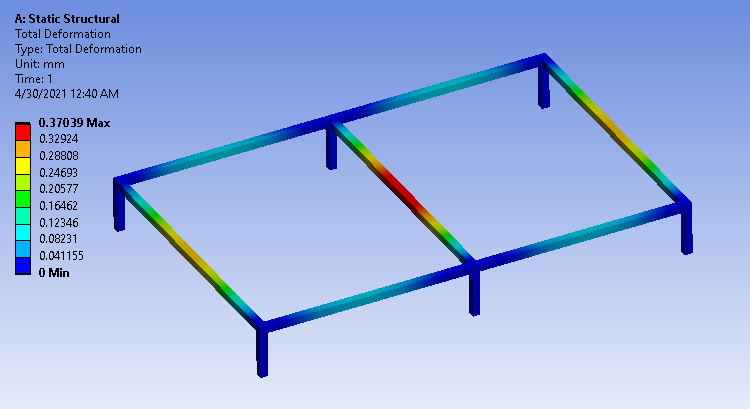 A: Static Structural
Total Deformation
Type: Total Deformation
Unit: mm
Time: 1
4/30/2021 12:40 AM
0.37039 Max
0.32924
0.28808
0.24693
0.20577
0.16462
0.12346
0.08231
0.041155
0 Min